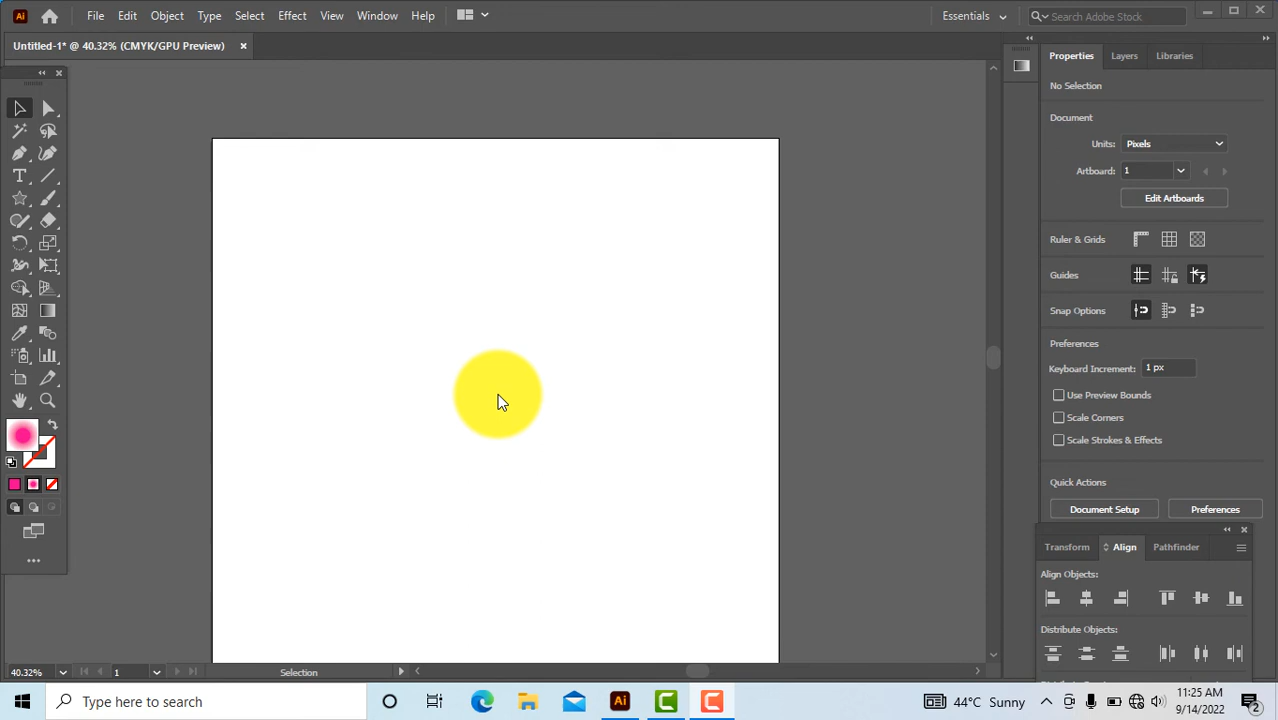 Ai File Edit Object Type Select Effect View Window Help Essentials Search Adobe Stock
Untitled-1* @ 40.32% (CMYK/GPU Preview)
Properties Layers Libraries
No Selection
Document
Units: Pixels
Artboard: 1
Edit Artboards
Ruler & Grids
Guides
Snap Options
Preferences
Keyboard Increment: 1 px
Use Preview Bounds
Scale Corners
Scale Strokes & Effects
Quick Actions
Document Setup Preferences
Transform Align Pathfinder
Align Objects:
Distribute Objects:
40.32% 1 Selection
Type here to search
Ai
44°C Sunny
11:25 AM
9/14/2022
2